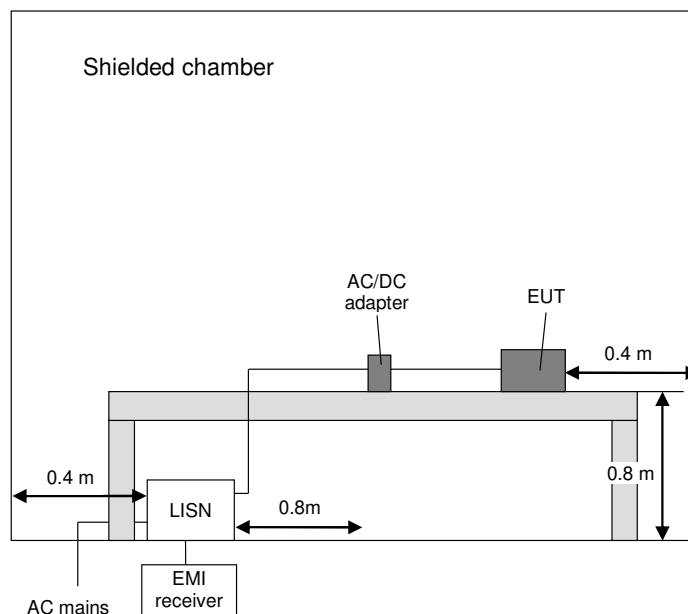 Shielded chamber
AC/DC
adapter
EUT
0.4 m
0.4 m
0.8 m
LISN
0.8m
EMI
receiver
AC mains